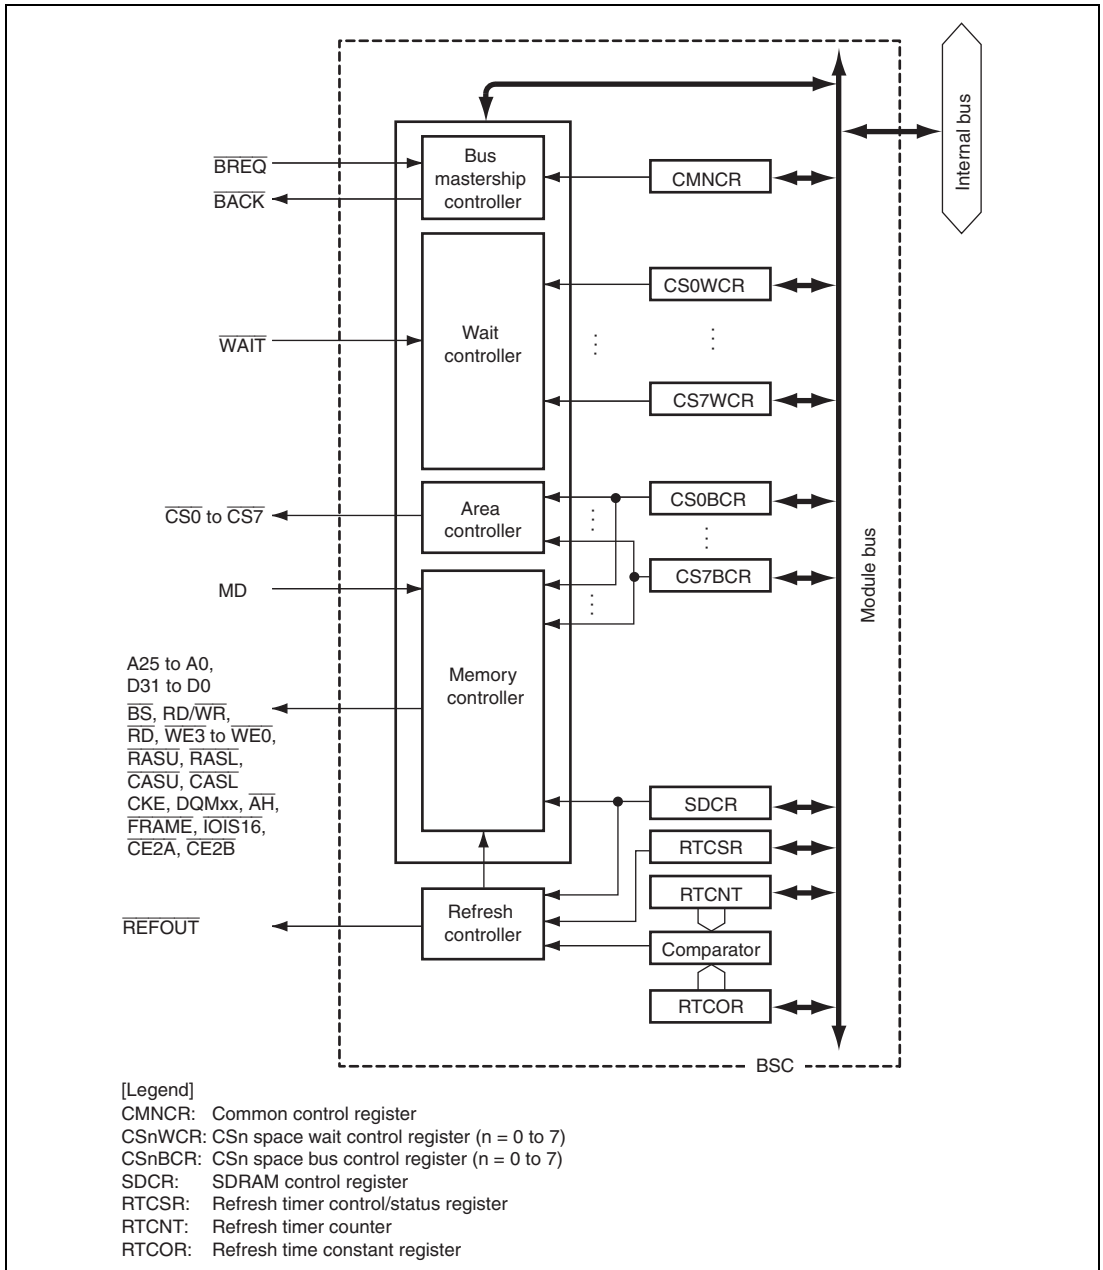 BREQ
BACK
Bus
mastership
controller
CMNCR
Internal bus
CS0WCR
WAIT
Wait
controller
CS7WCR
CS0 to CS7
Area
controller
CS0BCR
CS7BCR
Module bus
MD
A25 to A0,
D31 to D0
BS, RD/WR,
RD, WE3 to WE0,
RASU, RASL,
CASU, CASL
CKE, DQMxx, AH,
FRAME, IOIS16,
CE2A, CE2B
Memory
controller
SDCR
RTCSR
RTCNT
REFOUT
Refresh
controller
Comparator
RTCOR
BSC
[Legend]
CMNCR: Common control register
CSnWCR: CSn space wait control register (n = 0 to 7)
CSnBCR: CSn space bus control register (n = 0 to 7)
SDCR: SDRAM control register
RTCSR: Refresh timer control/status register
RTCNT: Refresh timer counter
RTCOR: Refresh time constant register